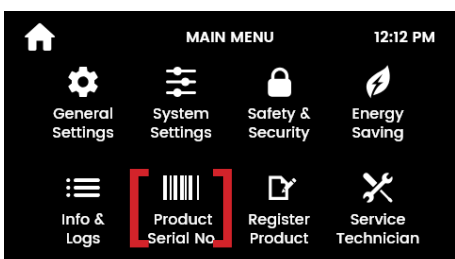 MAIN MENU 12:12 PM
General Settings
System Settings
Safety & Security
Energy Saving
Info & Logs
Product Serial No
Register Product
Service Technician